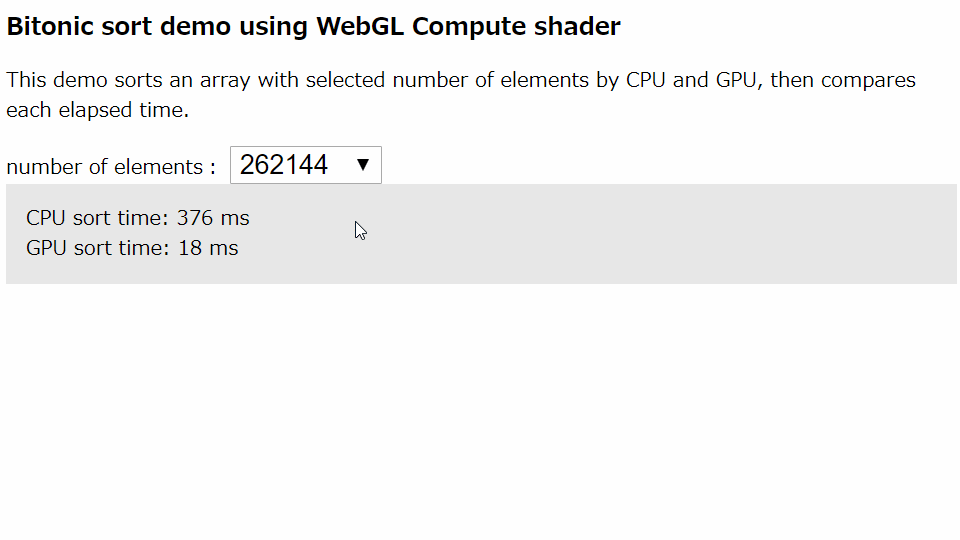 Bitonic sort demo using WebGL Compute shader
This demo sorts an array with selected number of elements by CPU and GPU, then compares
each elapsed time.
number of elements : 262144
CPU sort time: 376 ms
GPU sort time: 18 ms